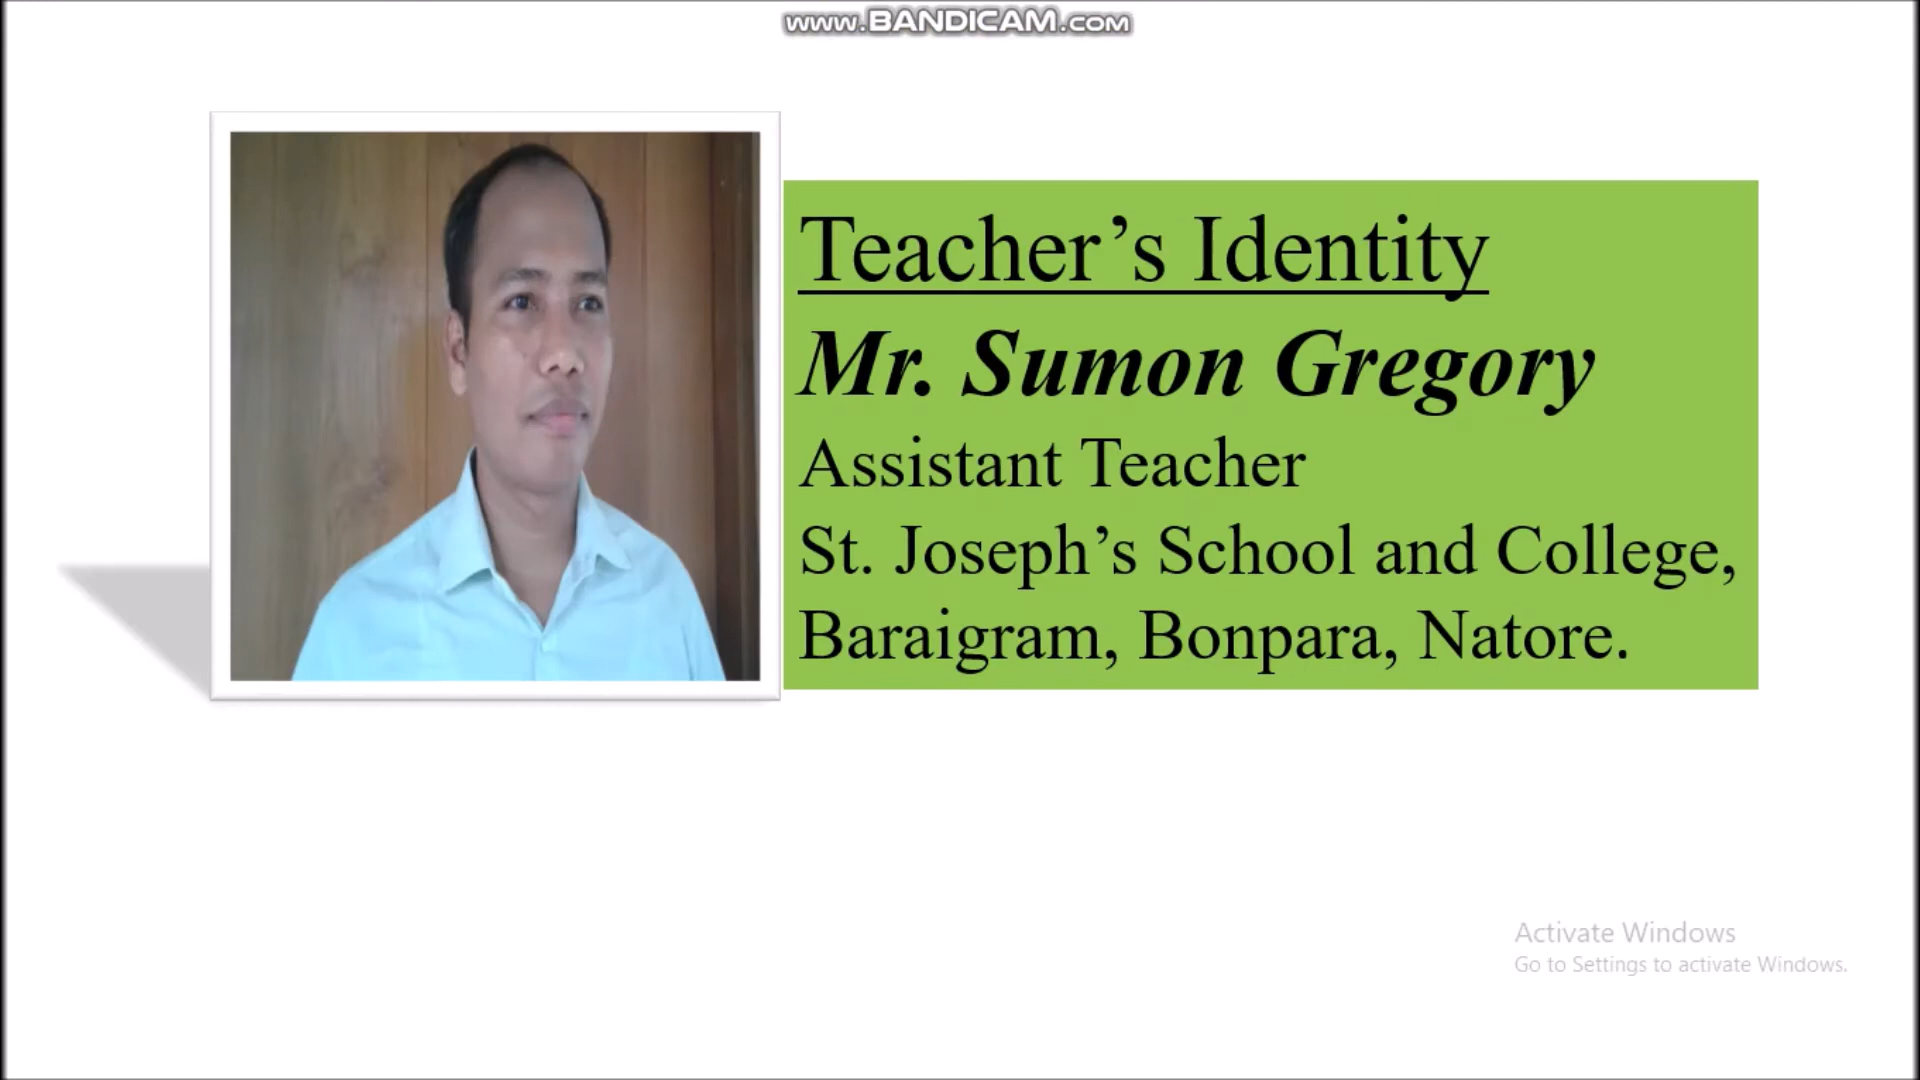 www.BANDICAM.com
Teacher’s Identity
Mr. Sumon Gregory
Assistant Teacher
St. Joseph’s School and College,
Baraigram, Bonpara, Natore.
Activate Windows
Go to Settings to activate Windows.